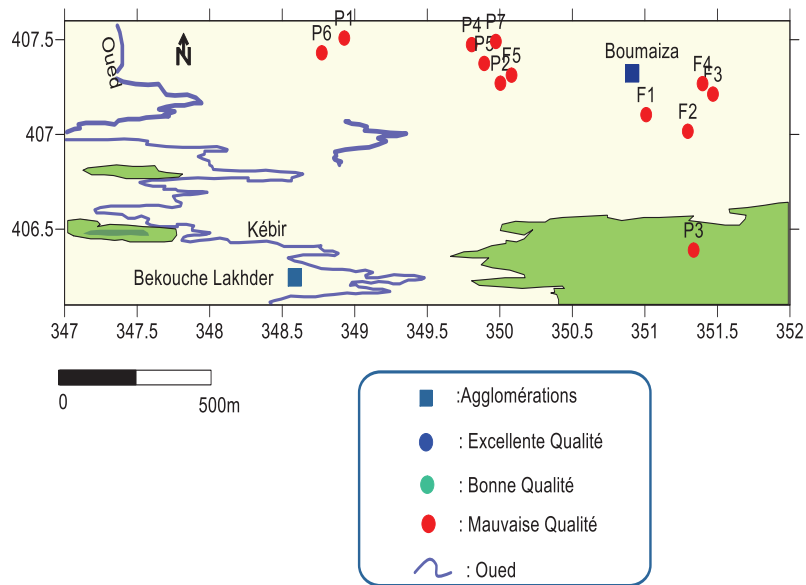 407.5
407
406.5
347
347.5
348
348.5
349
349.5
350
350.5
351
351.5
352
Oued
N
P6
P1
P4
P7
P5
F5
P2
Boumaiza
F4
F3
F1
F2
P3
Kébir
Bekouche Lakhder
0
500m
:Agglomérations
: Excellente Qualité
: Bonne Qualité
: Mauvaise Qualité
: Oued